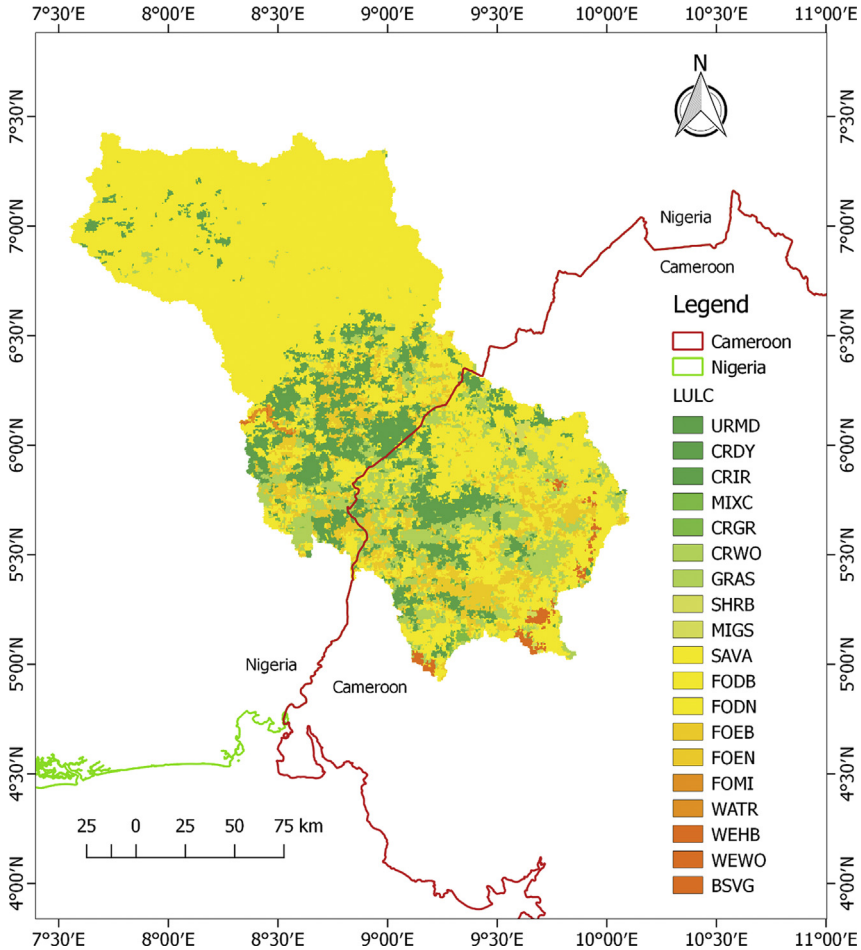 7°30′E 8°00′E 8°30′E 9°00′E 9°30′E 10°00′E 10°30′E 11°00′E
N
7°30′N
7°30′N
7°00′N
7°00′N
Nigeria
Cameroon
Legend
Cameroon
Nigeria
LULC
URMD
CRDY
CRIR
MIXC
CRGR
CRWO
GRAS
SHRB
MIGS
SAVA
FODB
FODN
FOEB
FOEN
FOMI
WATR
WEHB
WEWO
BSVG
6°30′N
6°30′N
6°00′N
6°00′N
5°30′N
5°30′N
5°00′N
5°00′N
Nigeria
Cameroon
4°30′N
4°30′N
25 0 25 50 75 km
4°00′N
4°00′N
7°30′E 8°00′E 8°30′E 9°00′E 9°30′E 10°00′E 10°30′E 11°00′E